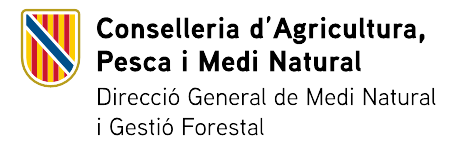 Conselleria d'Agricultura,
Pesca i Medi Natural
Direcció General de Medi Natural
i Gestió Forestal